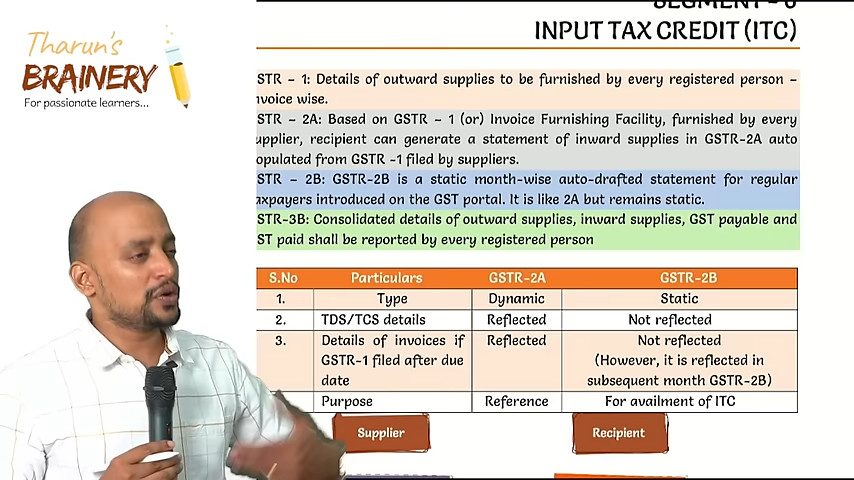 Tharun's
BRAINERY
For passionate learners...
INPUT TAX CREDIT (ITC)
STR – 1: Details of outward supplies to be furnished by every registered person –
nvoice wise.
STR – 2A: Based on GSTR – 1 (or) Invoice Furnishing Facility, furnished by every
upplier, recipient can generate a statement of inward supplies in GSTR-2A auto
opulated from GSTR -1 filed by suppliers.
STR – 2B: GSTR-2B is a static month-wise auto-drafted statement for regular
axpayers introduced on the GST portal. It is like 2A but remains static.
STR-3B: Consolidated details of outward supplies, inward supplies, GST payable and
ST paid shall be reported by every registered person
S.No Particulars GSTR-2A GSTR-2B
1. Type Dynamic Static
2. TDS/TCS details Reflected Not reflected
3. Details of invoices if Reflected Not reflected
GSTR-1 filed after due (However, it is reflected in
date subsequent month GSTR-2B)
Purpose Reference For availment of ITC
Supplier Recipient